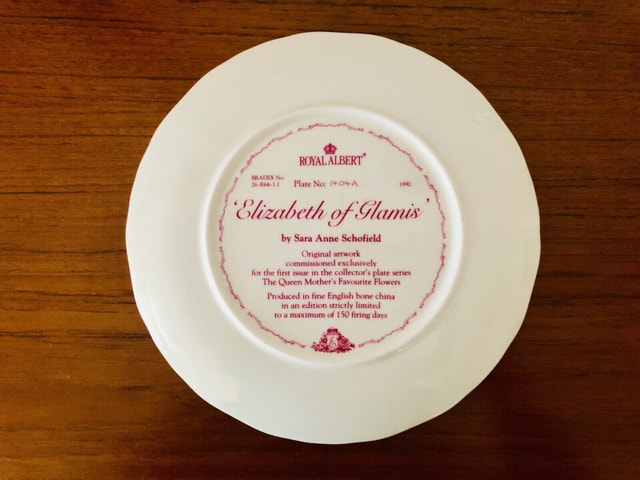 ROYAL ALBERT®
BRADEX No:
26-R64-1.1
Plate No: 1404A
1990
'Elizabeth of Glamis'
by Sara Anne Schofield
Original artwork
commissioned exclusively
for the first issue in the collector's plate series
The Queen Mother's Favourite Flowers
Produced in fine English bone china
in an edition strictly limited
to a maximum of 150 firing days